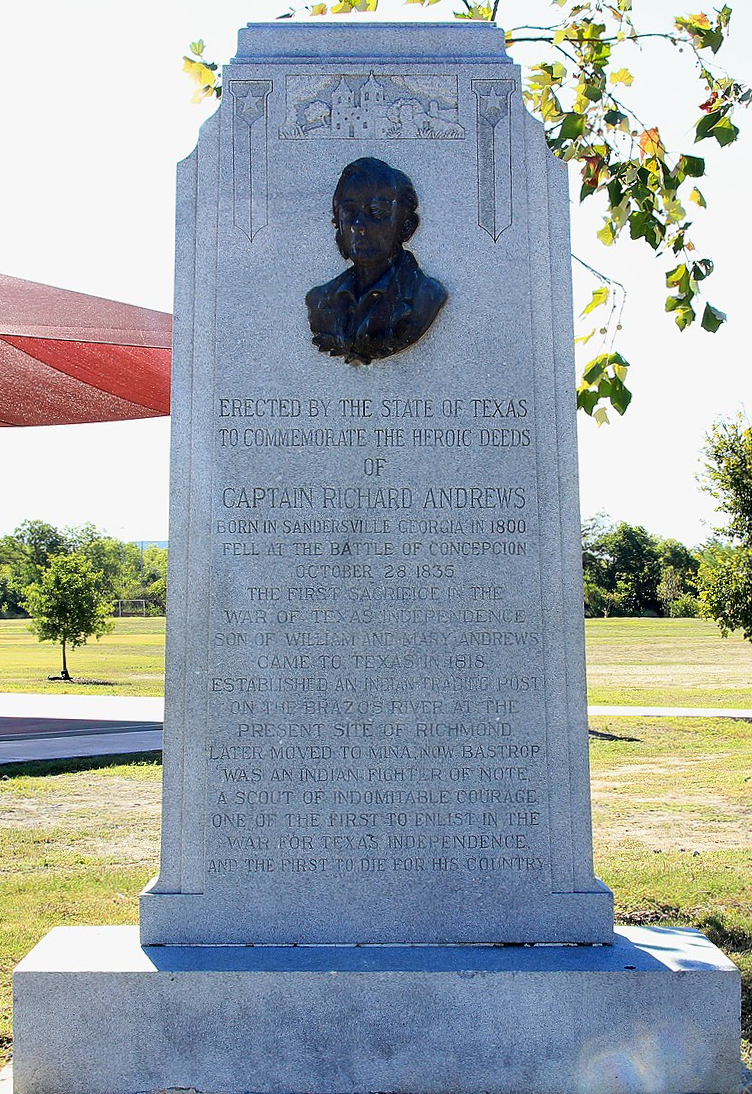 ERECTED BY THE STATE OF TEXAS
TO COMMEMORATE THE HEROIC DEEDS
OF
CAPTAIN RICHARD ANDREWS
BORN IN SANDERSVILLE GEORGIA IN 1800
FELL AT THE BATTLE OF CONCEPCION
OCTOBER 28 1835
THE FIRST SACRIFICE IN THE
WAR OF TEXAS INDEPENDENCE
SON OF WILLIAM AND MARY ANDREWS
CAME TO TEXAS IN 1818
ESTABLISHED AN INDIAN TRADING POST
ON THE BRAZOS RIVER AT THE
PRESENT SITE OF RICHMOND
LATER MOVED TO MINA, NOW BASTROP
WAS AN INDIAN FIGHTER OF NOTE,
A SCOUT OF INDOMITABLE COURAGE,
ONE OF THE FIRST TO ENLIST IN THE
WAR FOR TEXAS INDEPENDENCE,
AND THE FIRST TO DIE FOR HIS COUNTRY